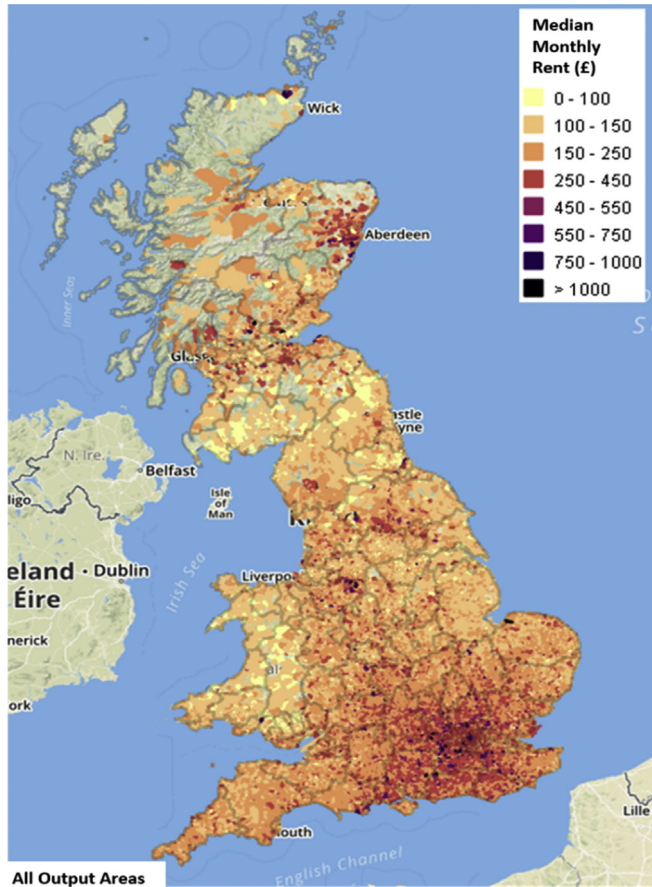 Median
Monthly
Rent (£)
0 - 100
100 - 150
150 - 250
250 - 450
450 - 550
550 - 750
750 - 1000
> 1000
Wick
Aberdeen
Inner Seas
Glasg
astle
yne
N. Ire.
Belfast
ligo
Isle
of
Man
eland · Dublin
Éire
Irish Sea
Liverpo
nerick
al
ork
outh
Lille
English Channel
All Output Areas